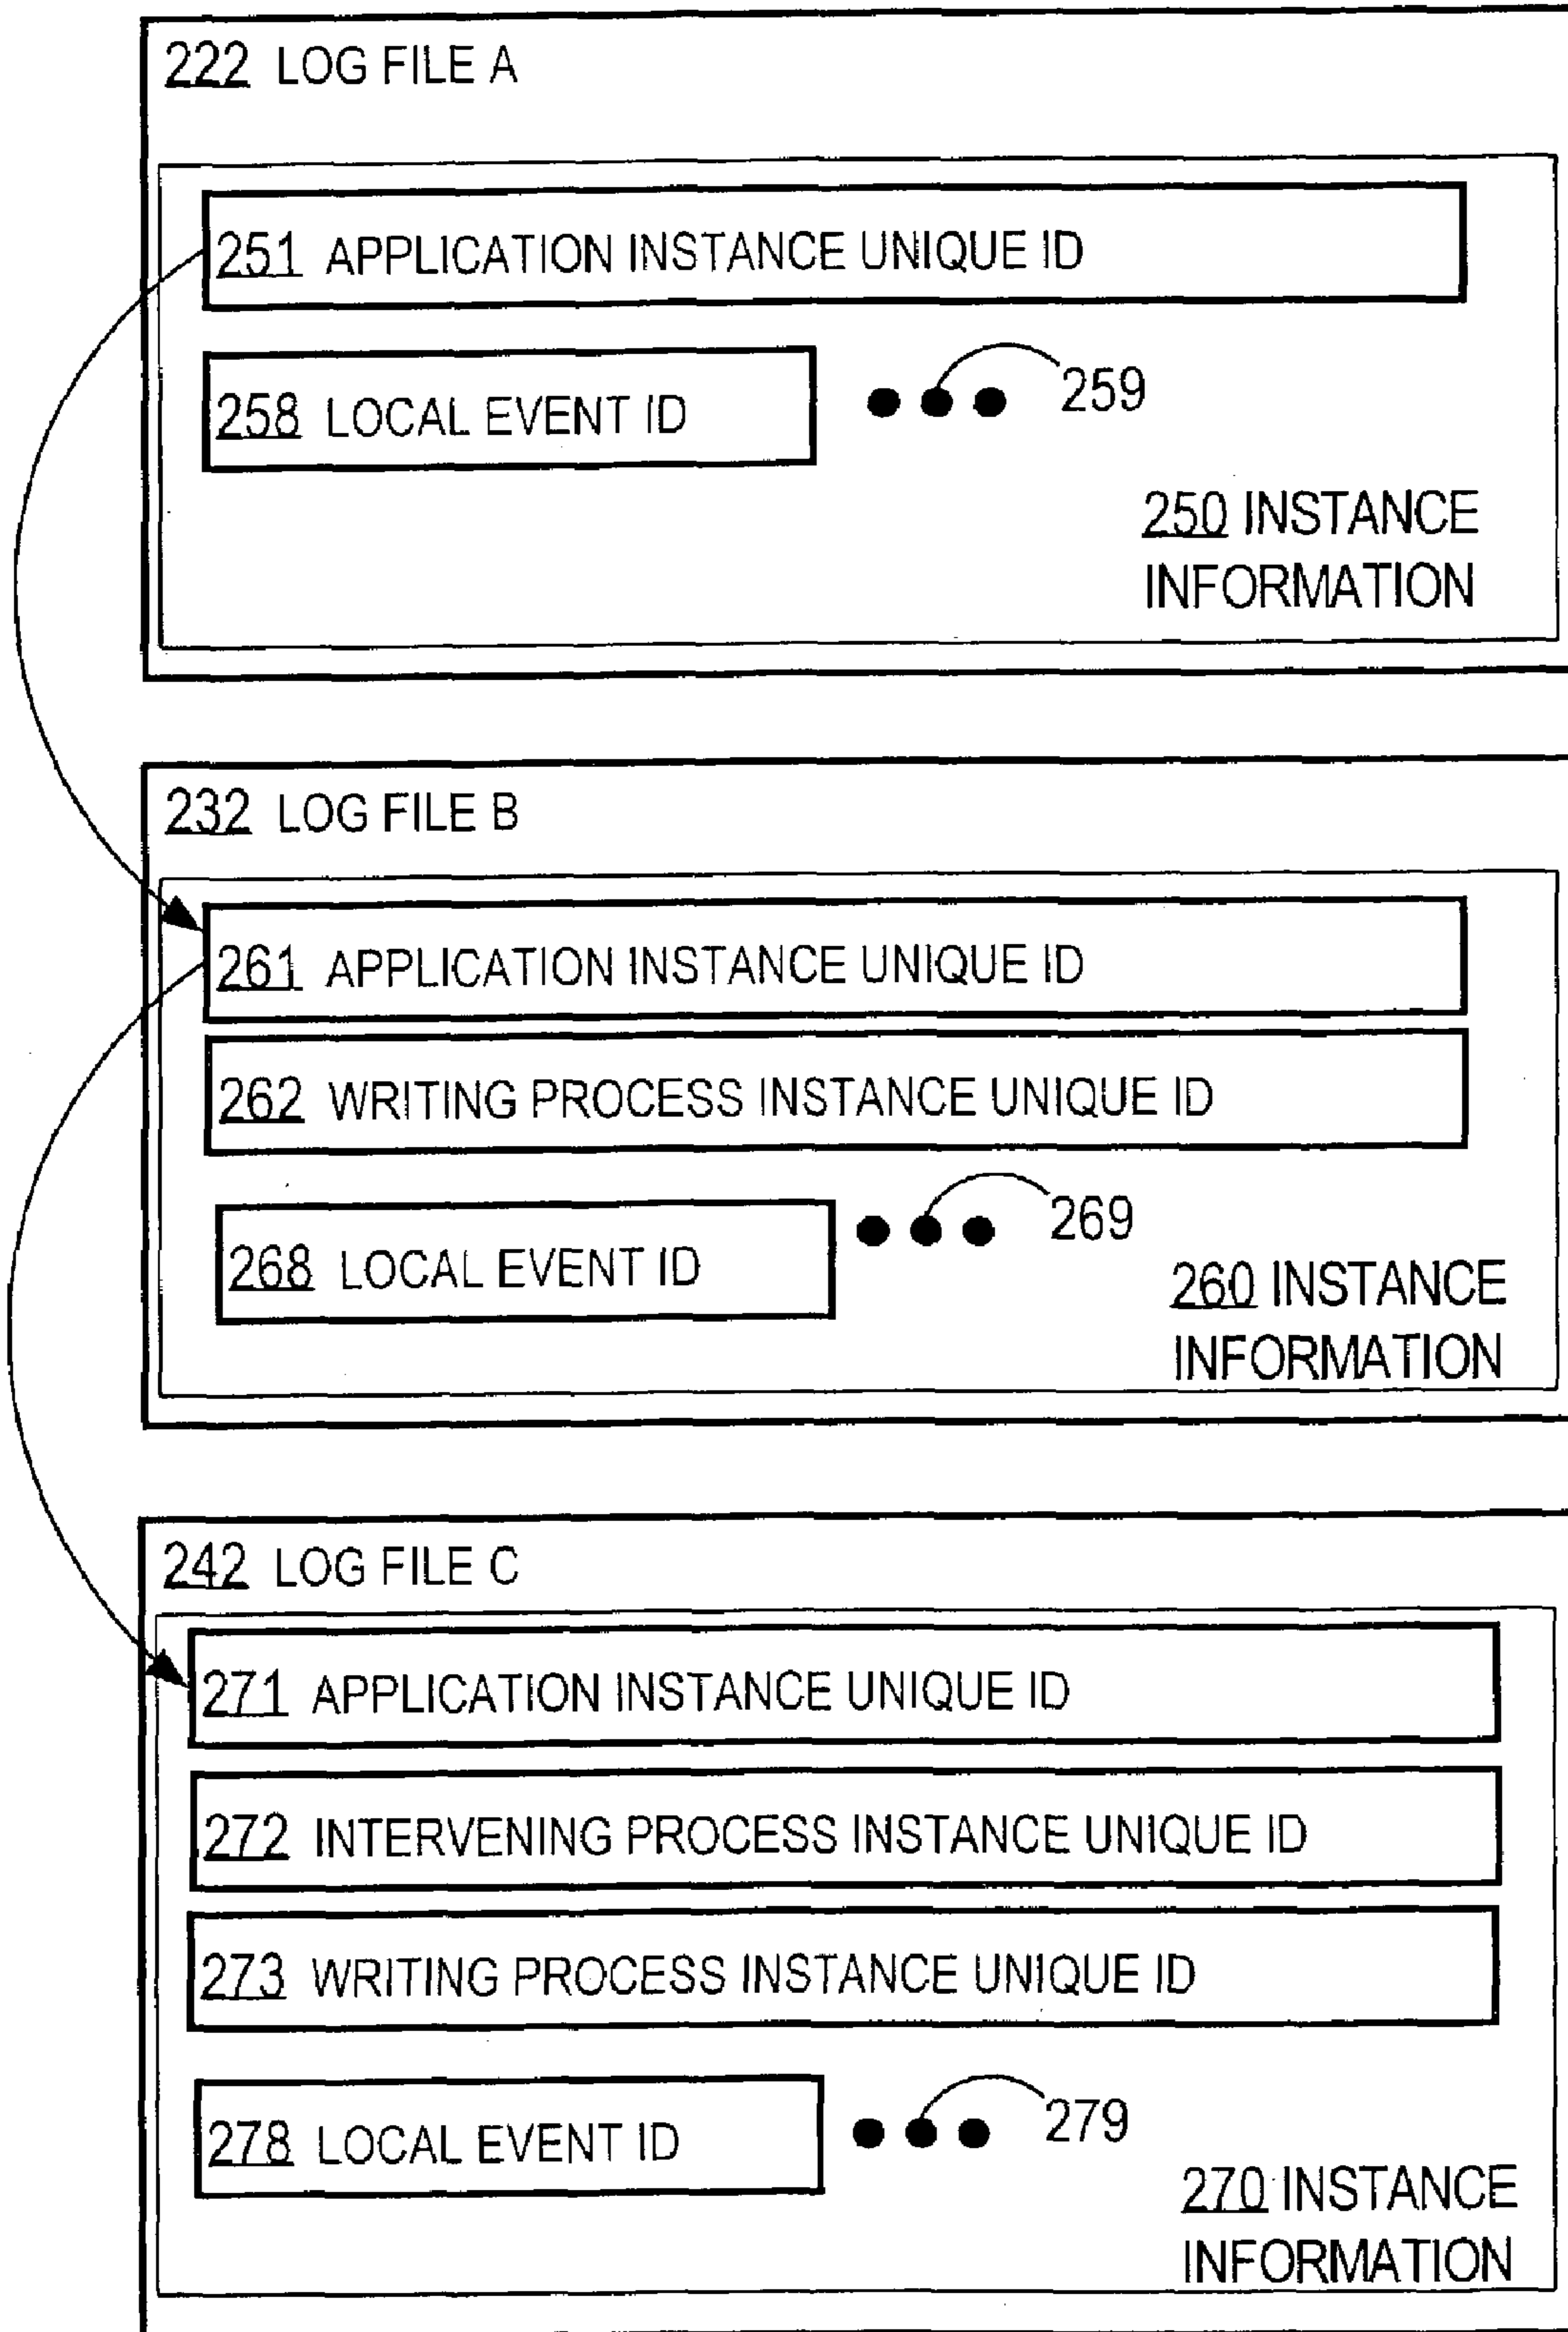 222 LOG FILE A
251 APPLICATION INSTANCE UNIQUE ID
258 LOCAL EVENT ID
259
250 INSTANCE
INFORMATION
232 LOG FILE B
261 APPLICATION INSTANCE UNIQUE ID
262 WRITING PROCESS INSTANCE UNIQUE ID
268 LOCAL EVENT ID
269
260 INSTANCE
INFORMATION
242 LOG FILE C
271 APPLICATION INSTANCE UNIQUE ID
272 INTERVENING PROCESS INSTANCE UNIQUE ID
273 WRITING PROCESS INSTANCE UNIQUE ID
278 LOCAL EVENT ID
279
270 INSTANCE
INFORMATION